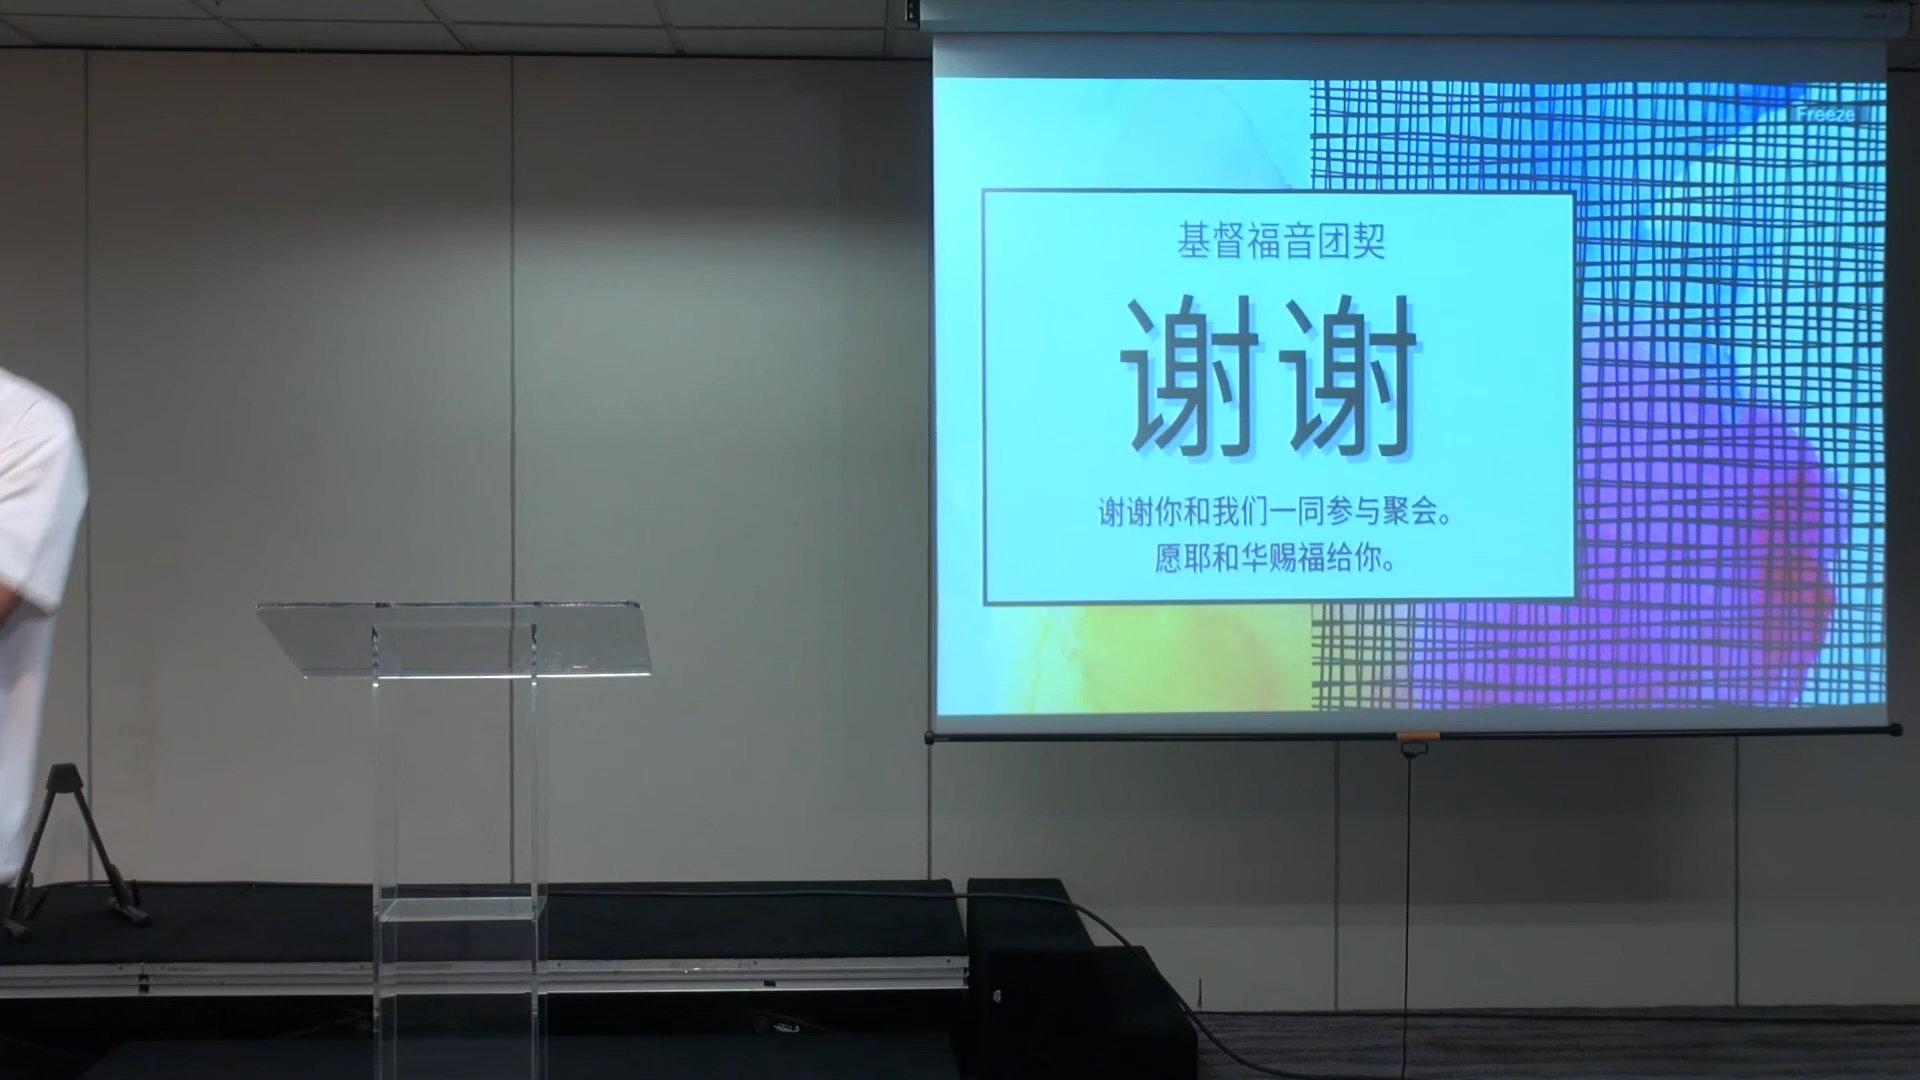 Freeze
基督福音团契
谢谢
谢谢你和我们一同参与聚会。
愿耶和华赐福给你。